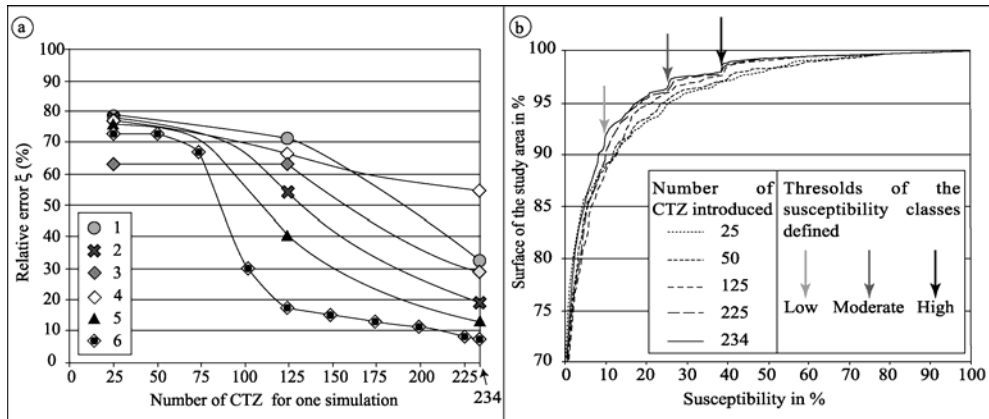 a
100
90
80
70
60
50
40
30
20
10
0
Relative error ξ (%)
1
2
3
4
5
6
0 25 50 75 100 125 150 175 200 225
234
Number of CTZ for one simulation
b
100
95
90
85
80
75
70
Surface of the study area in %
Number of
CTZ introduced
25
50
125
225
234
Thresolds of the
susceptibility classes
defined
Low Moderate High
0 10 20 30 40 50 60 70 80 90 100
Susceptibility in %